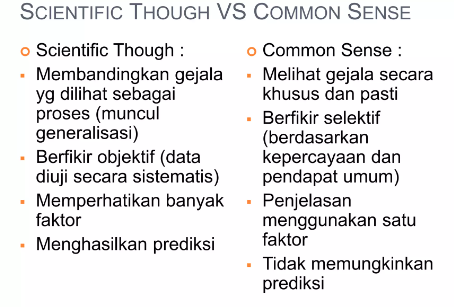 SCIENTIFIC THOUGH VS COMMON SENSE
Scientific Though :
Membandingkan gejala
yg dilihat sebagai
proses (muncul
generalisasi)
Berfikir objektif (data
diuji secara sistematis)
Memperhatikan banyak
faktor
Menghasilkan prediksi
Common Sense :
Melihat gejala secara
khusus dan pasti
Berfikir selektif
(berdasarkan
kepercayaan dan
pendapat umum)
Penjelasan
menggunakan satu
faktor
Tidak memungkinkan
prediksi